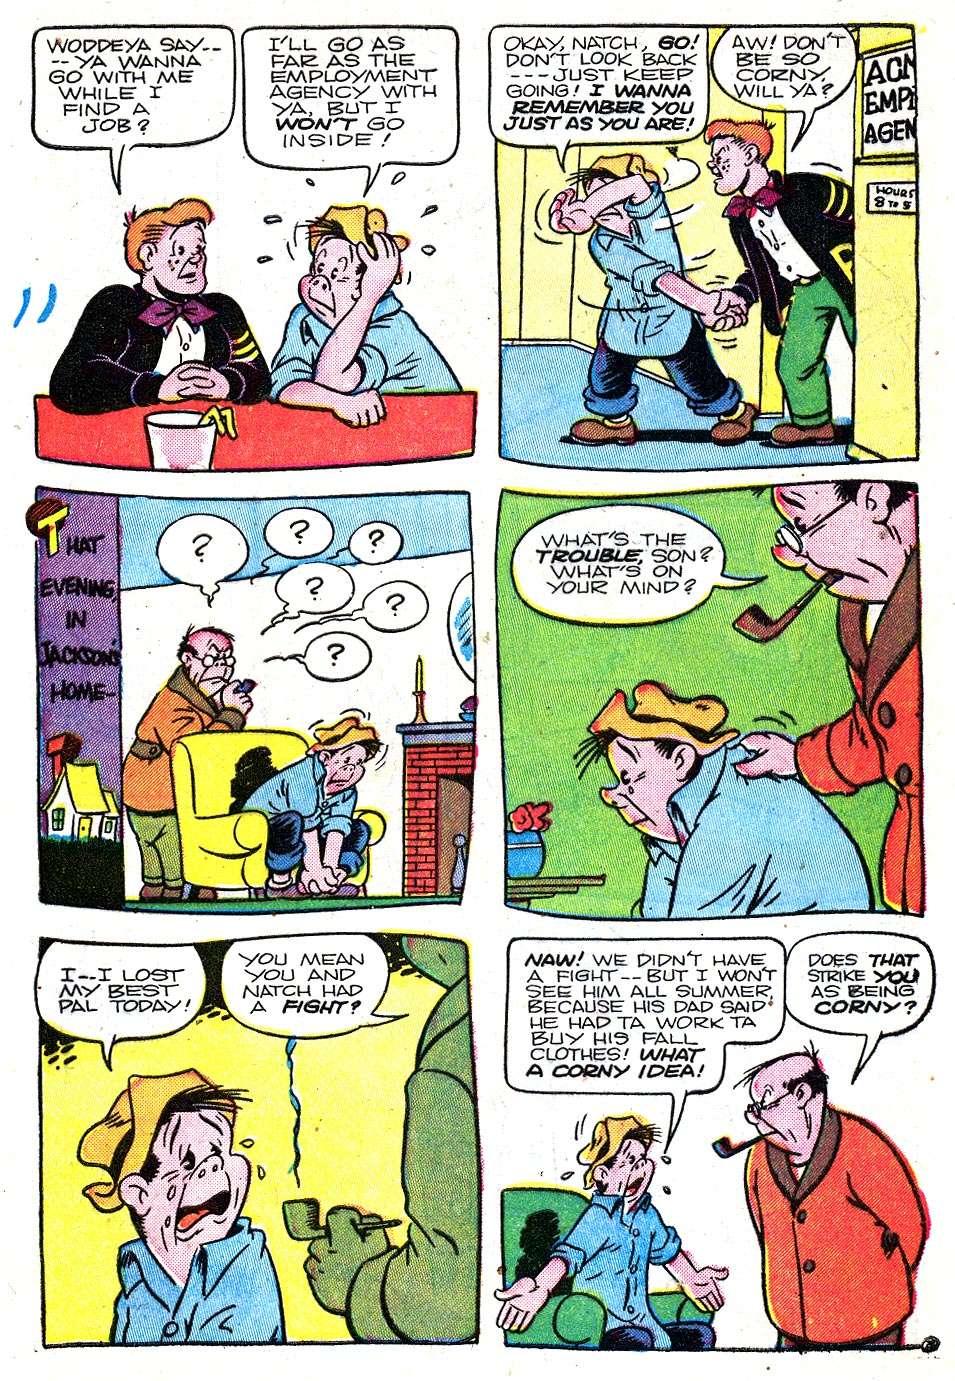 WODDEYA SAY--
--YA WANNA
GO WITH ME
WHILE I
FIND A
JOB?
I'LL GO AS
FAR AS THE
EMPLOYMENT
AGENCY WITH
YA, BUT I
WON'T GO
INSIDE!
OKAY, NATCH, GO!
DON'T LOOK BACK
---JUST KEEP
GOING! I WANNA
REMEMBER YOU
JUST AS YOU ARE!
AW! DON'T
BE SO
CORNY,
WILL YA?
ACM
EMPL
AGEN
HOURS
8 TO 5
THAT
EVENING,
IN
JACKSON'S
HOME--
?
?
?
?
?
?
WHAT'S THE
TROUBLE, SON?
WHAT'S ON
YOUR MIND?
I--I LOST
MY BEST
PAL TODAY!
YOU MEAN
YOU AND
NATCH HAD
A FIGHT?
NAW! WE DIDN'T HAVE
A FIGHT--BUT I WON'T
SEE HIM ALL SUMMER,
BECAUSE HIS DAD SAID
HE HAD TA WORK TA
BUY HIS FALL
CLOTHES! WHAT
A CORNY IDEA!
DOES THAT
STRIKE YOU
AS BEING
CORNY?